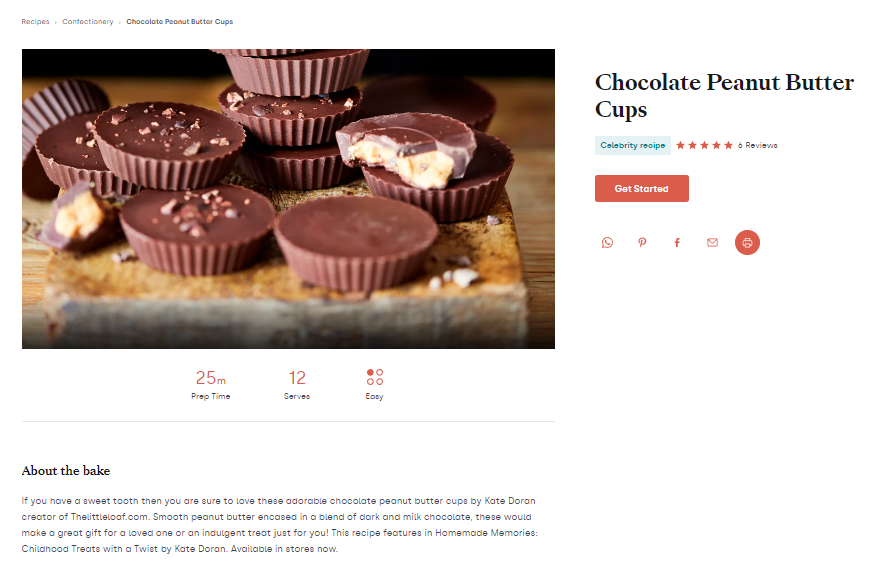 Recipes › Confectionery › Chocolate Peanut Butter Cups
Chocolate Peanut Butter
Cups
Celebrity recipe ★★★★★ 6 Reviews
Get Started
25m
Prep Time
12
Serves
Easy
About the bake
If you have a sweet tooth then you are sure to love these adorable chocolate peanut butter cups by Kate Doran
creator of Thelittleloaf.com. Smooth peanut butter encased in a blend of dark and milk chocolate, these would
make a great gift for a loved one or an indulgent treat just for you! This recipe features in Homemade Memories:
Childhood Treats with a Twist by Kate Doran. Available in stores now.